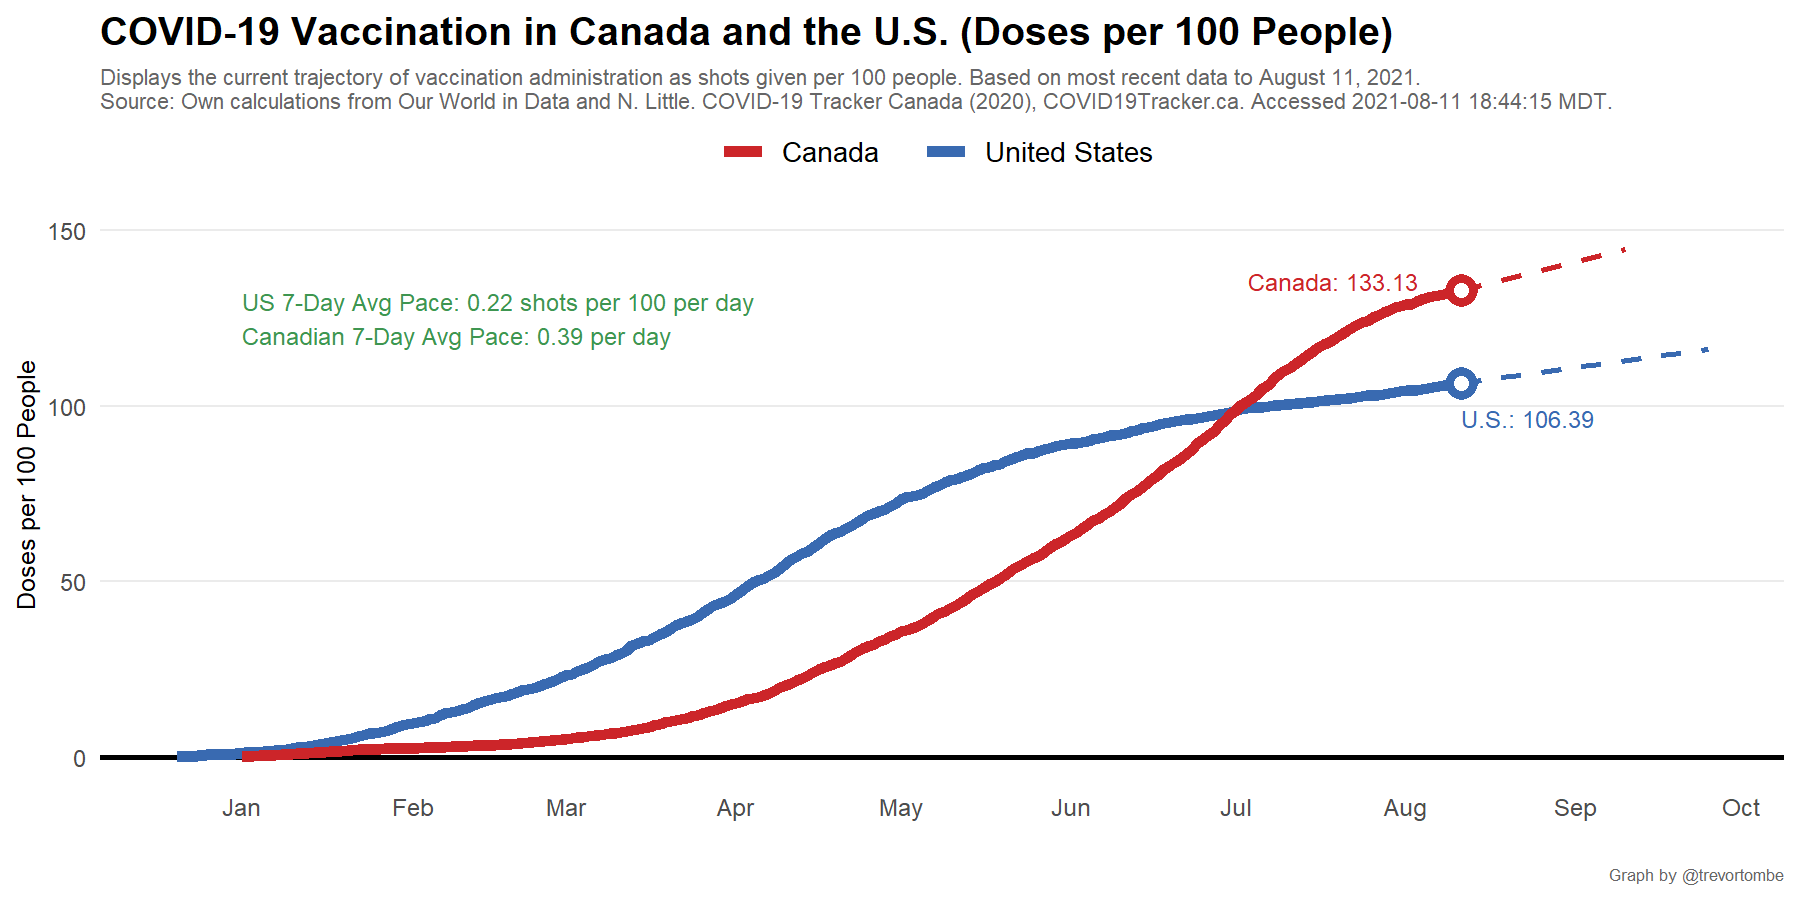 COVID-19 Vaccination in Canada and the U.S. (Doses per 100 People)
Displays the current trajectory of vaccination administration as shots given per 100 people. Based on most recent data to August 11, 2021.
Source: Own calculations from Our World in Data and N. Little. COVID-19 Tracker Canada (2020), COVID19Tracker.ca. Accessed 2021-08-11 18:44:15 MDT.
Canada United States
150
Canada: 133.13
US 7-Day Avg Pace: 0.22 shots per 100 per day
Canadian 7-Day Avg Pace: 0.39 per day
Doses per 100 People
100
U.S.: 106.39
50
0
Jan Feb Mar Apr May Jun Jul Aug Sep Oct
Graph by @trevortombe